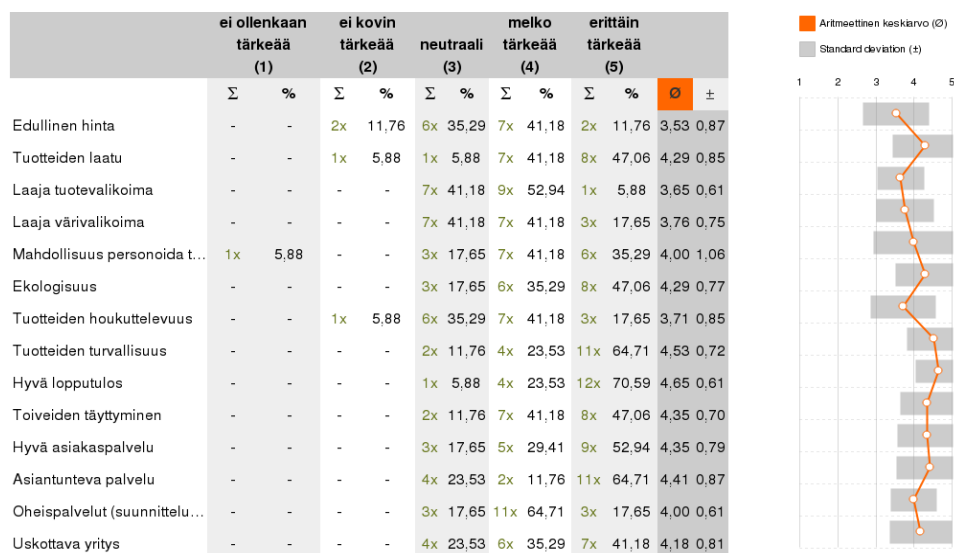 ei ollenkaan tärkeää (1) ei kovin tärkeää (2) neutraali (3) melko tärkeää (4) erittäin tärkeää (5)
Σ % Σ % Σ % Σ % Σ % Ø ±
Edullinen hinta - - 2x 11,76 6x 35,29 7x 41,18 2x 11,76 3,53 0,87
Tuotteiden laatu - - 1x 5,88 1x 5,88 7x 41,18 8x 47,06 4,29 0,85
Laaja tuotevalikoima - - - - 7x 41,18 9x 52,94 1x 5,88 3,65 0,61
Laaja värivalikoima - - - - 7x 41,18 7x 41,18 3x 17,65 3,76 0,75
Mahdollisuus personoida t... 1x 5,88 - - 3x 17,65 7x 41,18 6x 35,29 4,00 1,06
Ekologisuus - - - - 3x 17,65 6x 35,29 8x 47,06 4,29 0,77
Tuotteiden houkuttelevuus - - 1x 5,88 6x 35,29 7x 41,18 3x 17,65 3,71 0,85
Tuotteiden turvallisuus - - - - 2x 11,76 4x 23,53 11x 64,71 4,53 0,72
Hyvä lopputulos - - - - 1x 5,88 4x 23,53 12x 70,59 4,65 0,61
Toiveiden täyttyminen - - - - 2x 11,76 7x 41,18 8x 47,06 4,35 0,70
Hyvä asiakaspalvelu - - - - 3x 17,65 5x 29,41 9x 52,94 4,35 0,79
Asiantunteva palvelu - - - - 4x 23,53 2x 11,76 11x 64,71 4,41 0,87
Oheispalvelut (suunnittelu... - - - - 3x 17,65 11x 64,71 3x 17,65 4,00 0,61
Uskottava yritys - - - - 4x 23,53 6x 35,29 7x 41,18 4,18 0,81
Aritmeettinen keskiarvo (Ø)
Standard deviation (±)
1 2 3 4 5